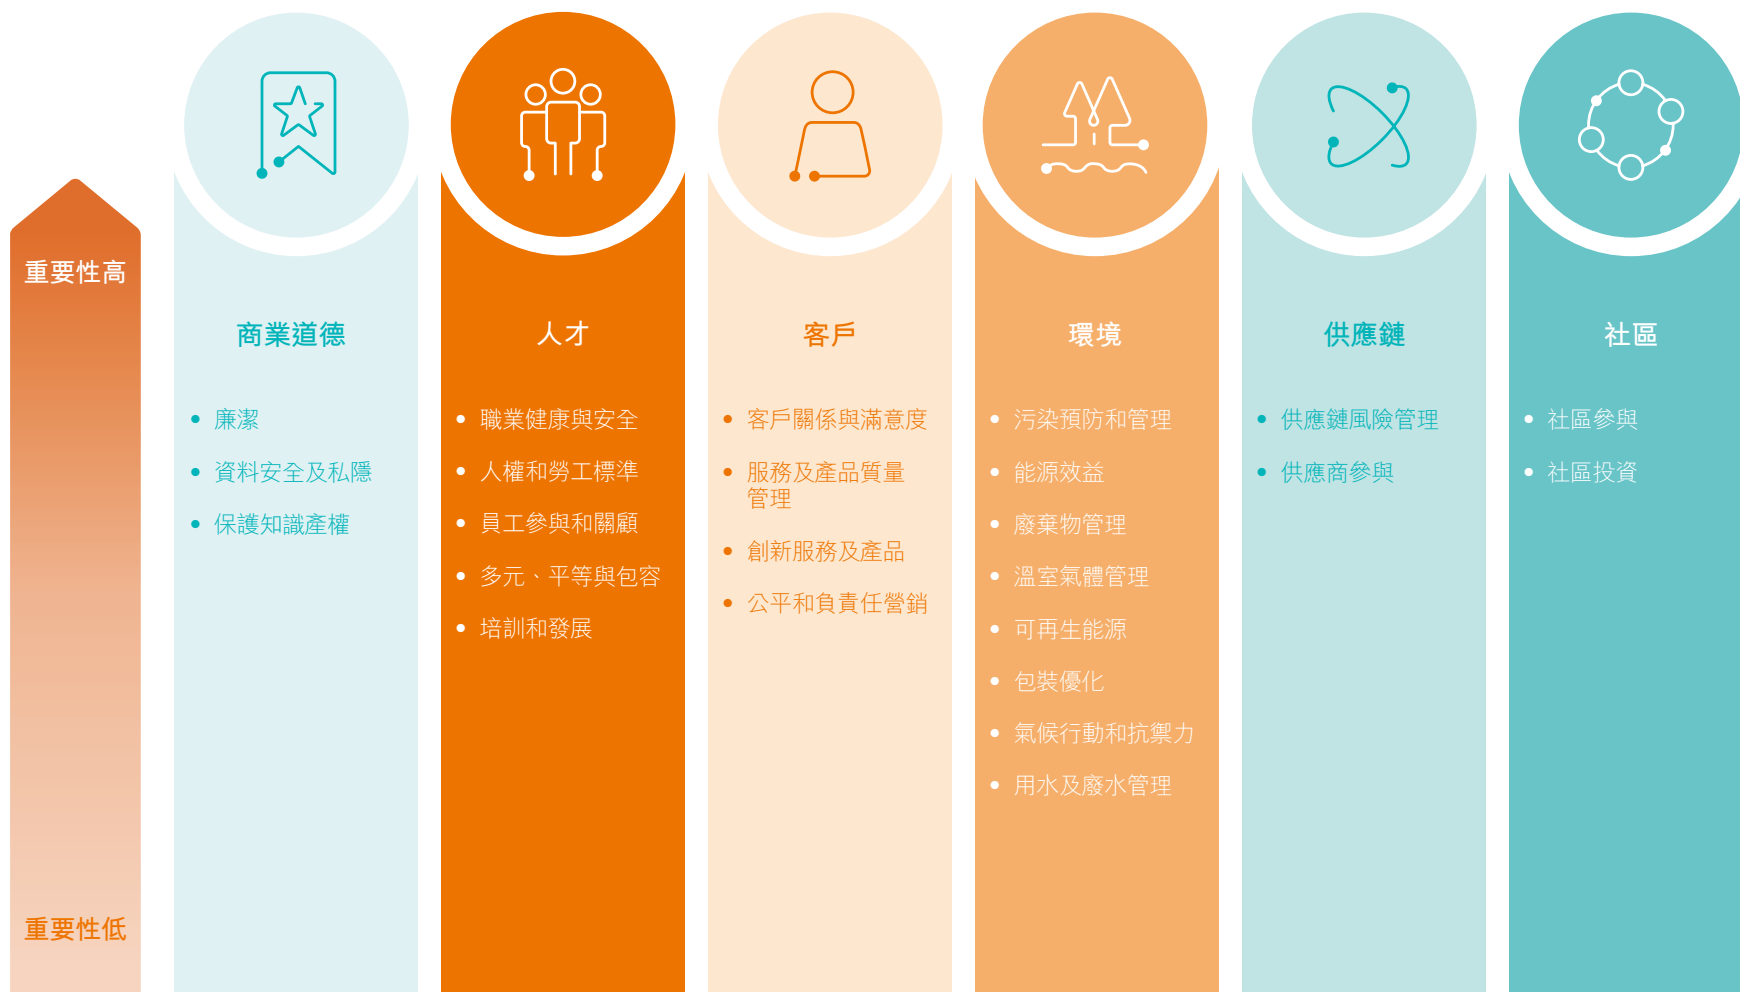 重要性高
重要性低
商業道德
廉潔
資料安全及私隱
保護知識產權
人才
職業健康與安全
人權和勞工標準
員工參與和關顧
多元、平等與包容
培訓和發展
客戶
客戶關係與滿意度
服務及產品質量
管理
創新服務及產品
公平和負責任營銷
環境
污染預防和管理
能源效益
廢棄物管理
溫室氣體管理
可再生能源
包裝優化
氣候行動和抗禦力
用水及廢水管理
供應鏈
供應鏈風險管理
供應商參與
社區
社區參與
社區投資